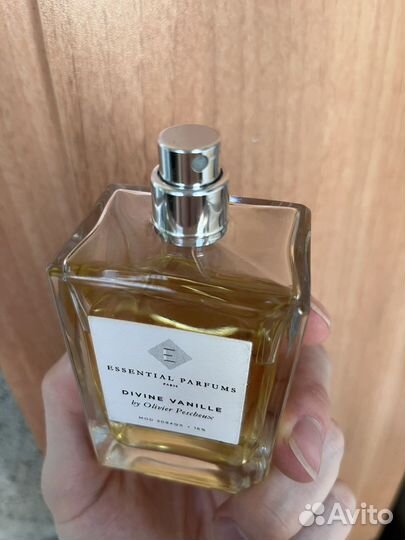 E
ESSENTIAL PARFUMS
PARIS
DIVINE VANILLE
by Olivier Pescheux
Avito